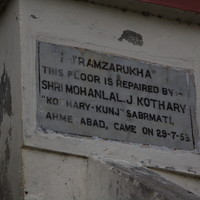 "RAMZARUKHA"
THIS FLOOR IS REPAIRED BY:-
SHRI MOHANLAL.J. KOTHARY
"KOTHARY-KUNJ" SABRMATI,
AHME ABAD, CAME ON 29-7-53